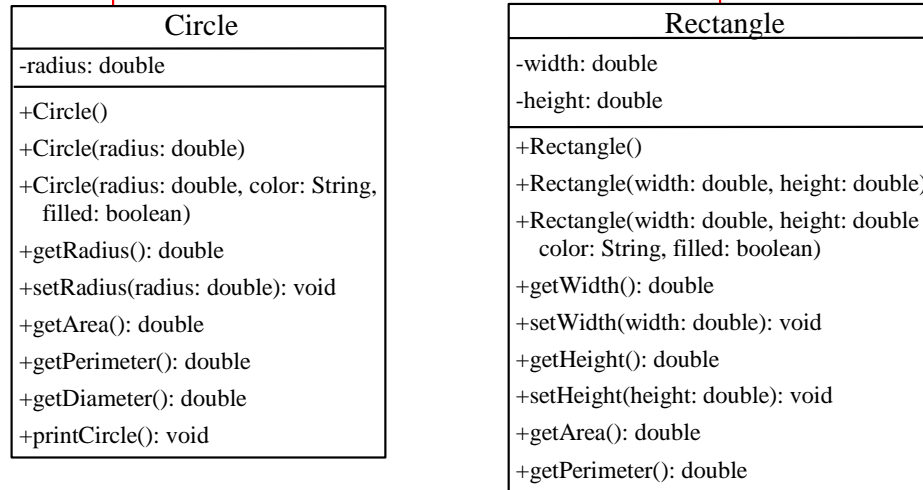 Circle
-radius: double
+Circle()
+Circle(radius: double)
+Circle(radius: double, color: String,
filled: boolean)
+getRadius(): double
+setRadius(radius: double): void
+getArea(): double
+getPerimeter(): double
+getDiameter(): double
+printCircle(): void
Rectangle
-width: double
-height: double
+Rectangle()
+Rectangle(width: double, height: double)
+Rectangle(width: double, height: double
color: String, filled: boolean)
+getWidth(): double
+setWidth(width: double): void
+getHeight(): double
+setHeight(height: double): void
+getArea(): double
+getPerimeter(): double